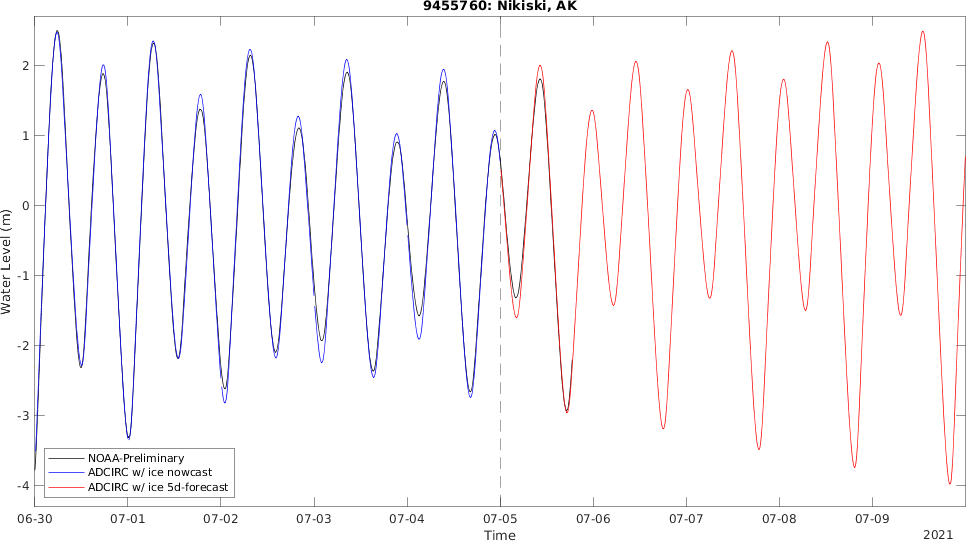 9455760: Nikiski, AK
Water Level (m)
2
1
0
-1
-2
-3
-4
NOAA-Preliminary
ADCIRC w/ ice nowcast
ADCIRC w/ ice 5d-forecast
06-30 07-01 07-02 07-03 07-04 07-05 07-06 07-07 07-08 07-09
Time
2021